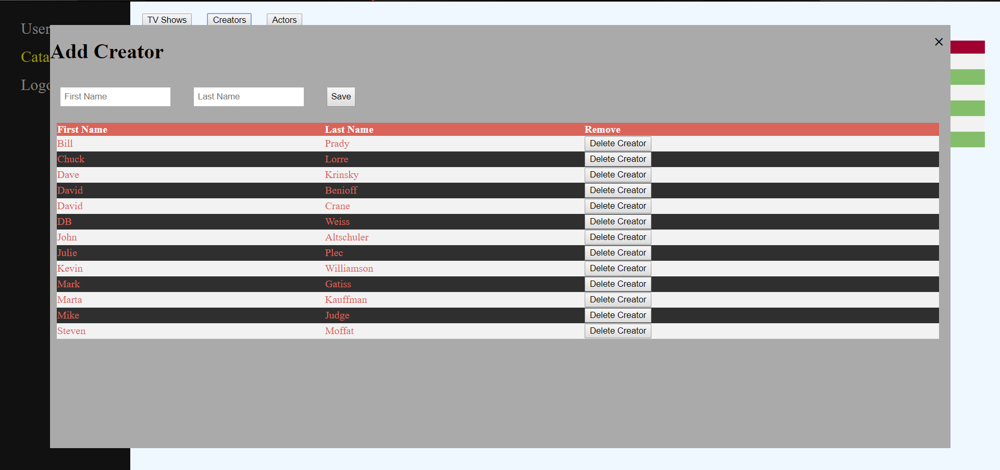 TV Shows Creators Actors
User
Cata
Logo
Add Creator
×
First Name Last Name Save
First Name Last Name Remove
Bill Prady Delete Creator
Chuck Lorre Delete Creator
Dave Krinsky Delete Creator
David Benioff Delete Creator
David Crane Delete Creator
DB Weiss Delete Creator
John Altschuler Delete Creator
Julie Plec Delete Creator
Kevin Williamson Delete Creator
Mark Gatiss Delete Creator
Marta Kauffman Delete Creator
Mike Judge Delete Creator
Steven Moffat Delete Creator